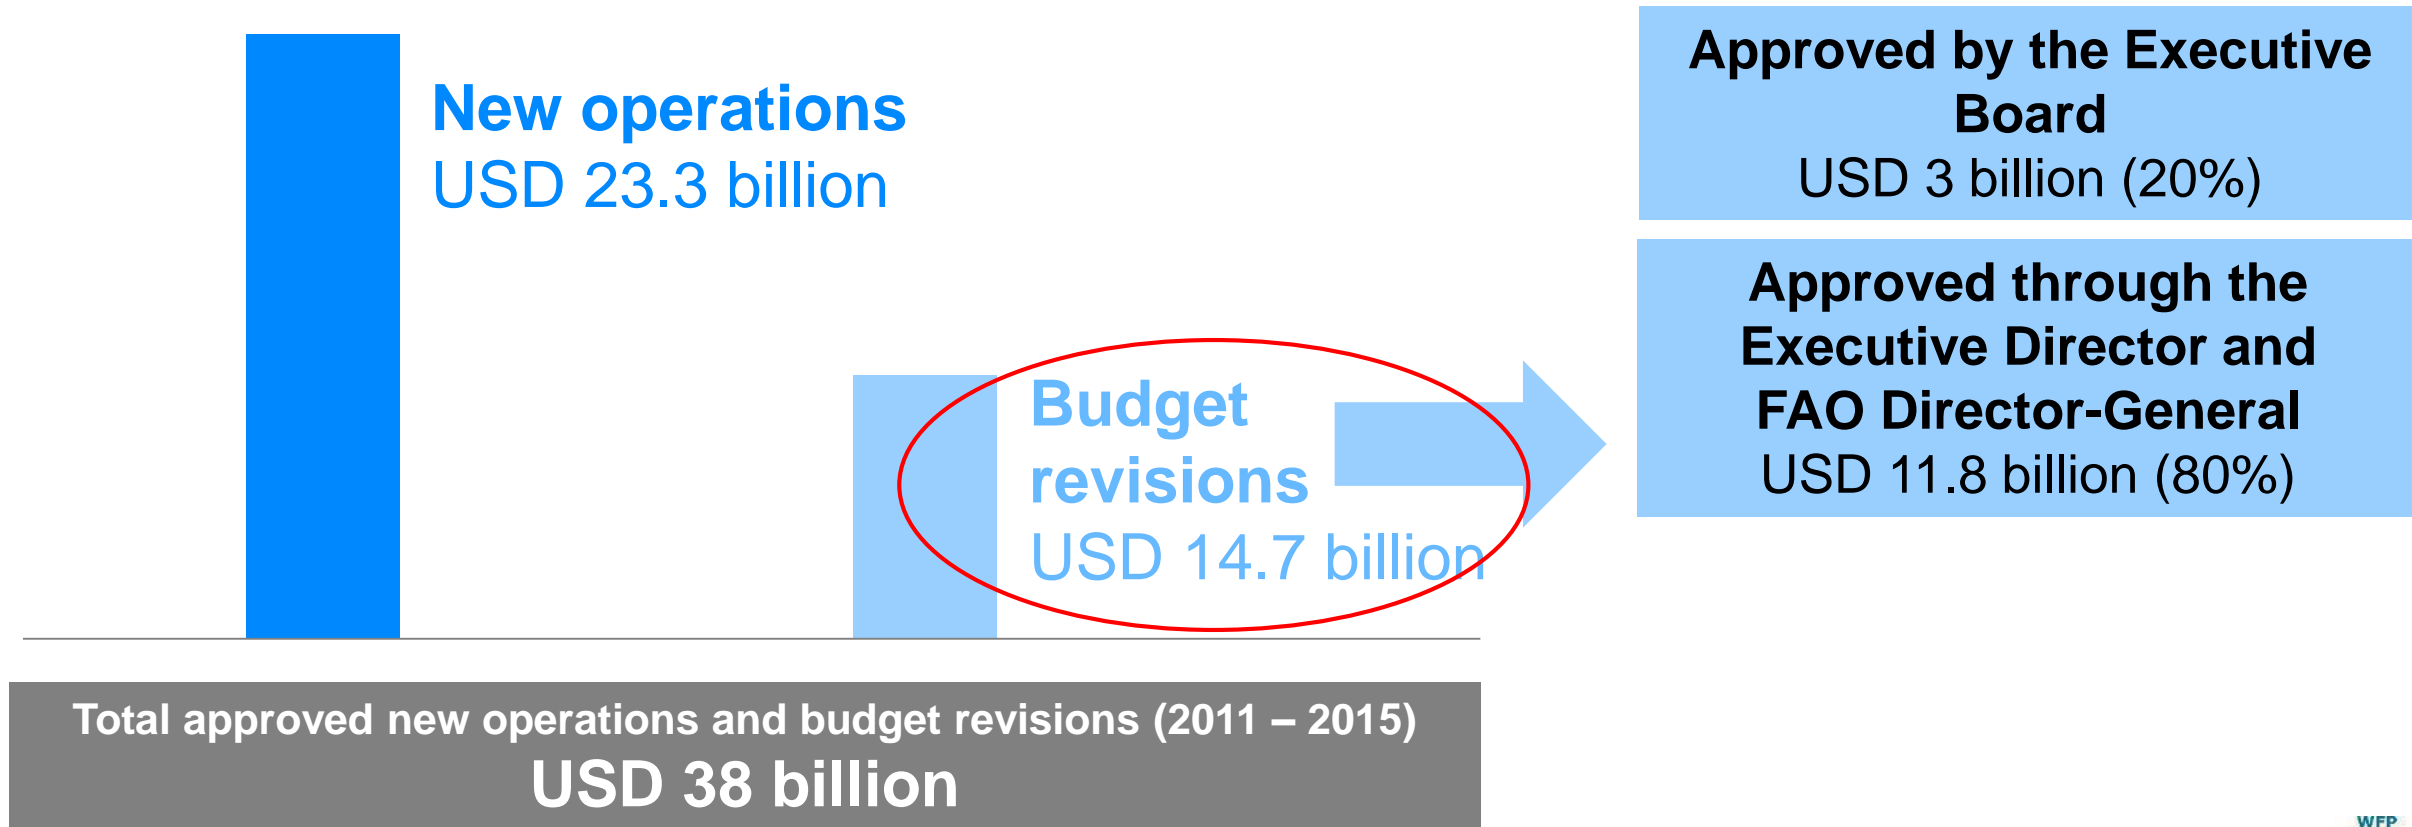 New operations
USD 23.3 billion
Budget
revisions
USD 14.7 billion
Approved by the Executive
Board
USD 3 billion (20%)
Approved through the
Executive Director and
FAO Director-General
USD 11.8 billion (80%)
Total approved new operations and budget revisions (2011 – 2015)
USD 38 billion
WFP